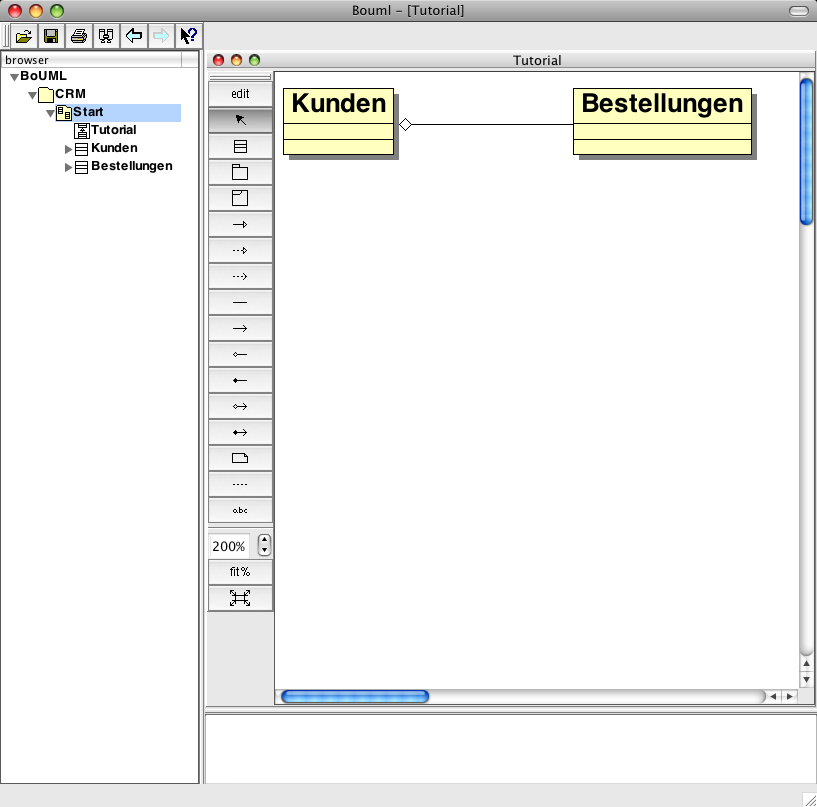 Bouml – [Tutorial]
browser
BoUML
CRM
Start
Tutorial
Kunden
Bestellungen
Tutorial
edit
abc
200%
fit%
Kunden
Bestellungen